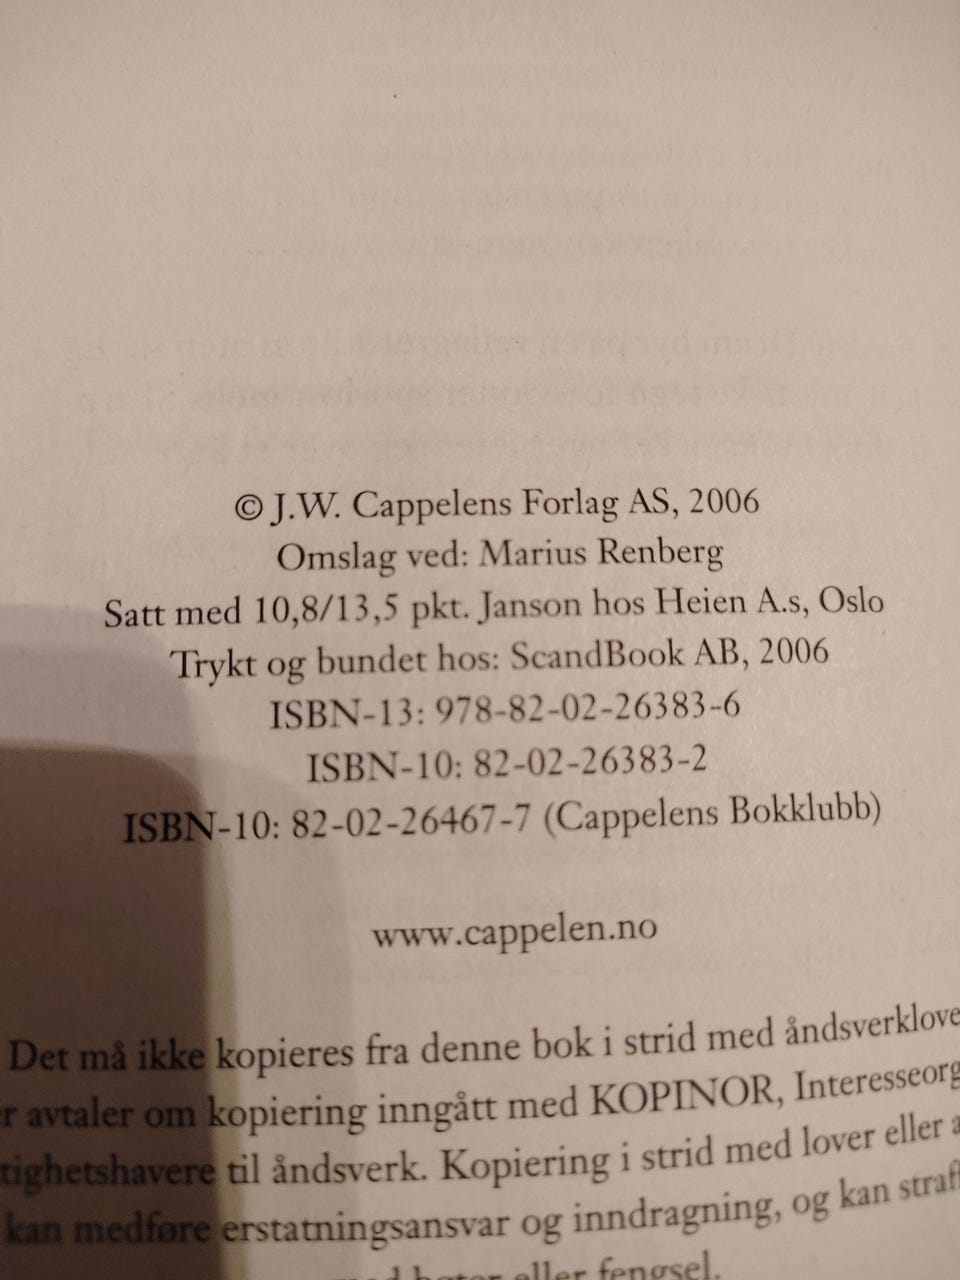 © J.W. Cappelens Forlag AS, 2006
Omslag ved: Marius Renberg
Satt med 10,8/13,5 pkt. Janson hos Heien A.s, Oslo
Trykt og bundet hos: ScandBook AB, 2006
ISBN-13: 978-82-02-26383-6
ISBN-10: 82-02-26383-2
ISBN-10: 82-02-26467-7 (Cappelens Bokklubb)
www.cappelen.no
Det må ikke kopieres fra denne bok i strid med åndsverklove
r avtaler om kopiering inngått med KOPINOR, Interesseorg
tighetshavere til åndsverk. Kopiering i strid med lover eller a
kan medføre erstatningsansvar og inndragning, og kan straf
eller fengsel.